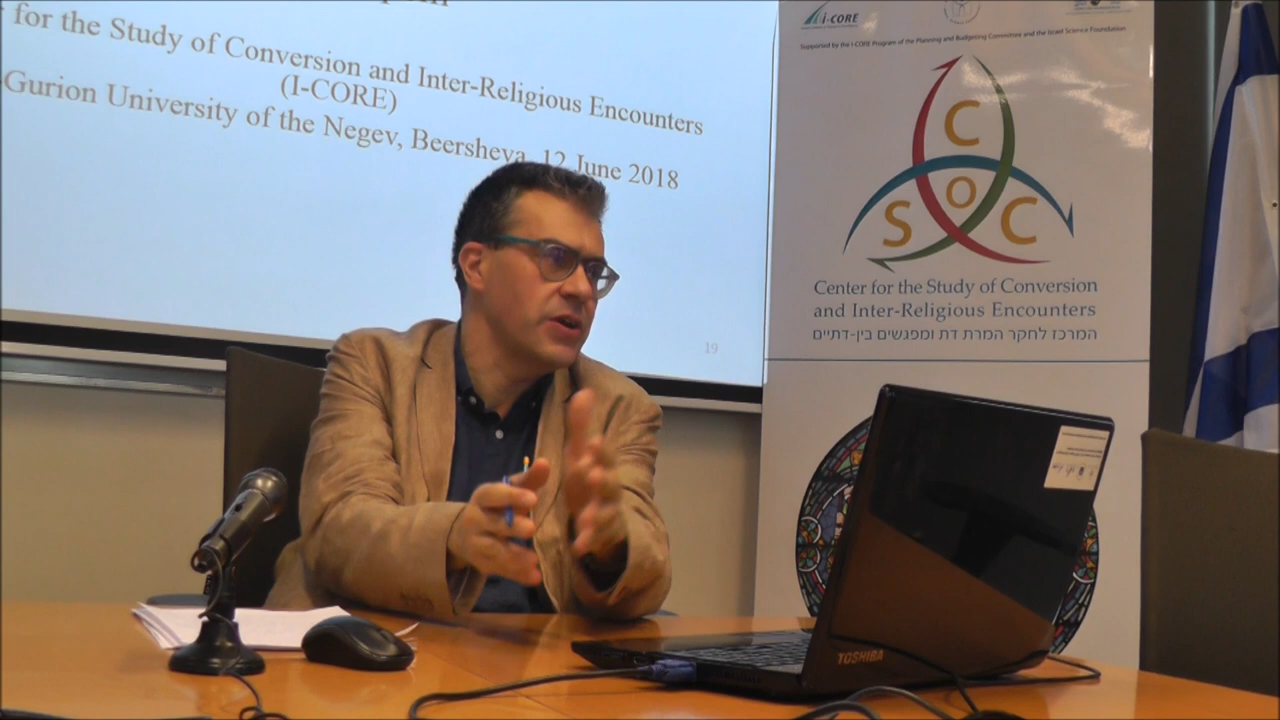 for the Study of Conversion and Inter-Religious Encounters
(I-CORE)
-Gurion University of the Negev, Beersheva, 12 June 2018
19
i-CORE
Supported by the I-CORE Program of the Planning and Budgeting Committee and the Israel Science Foundation
C
S O C
Center for the Study of Conversion
and Inter-Religious Encounters
המרכז לחקר המרת דת ומפגשים בין-דתיים
TOSHIBA